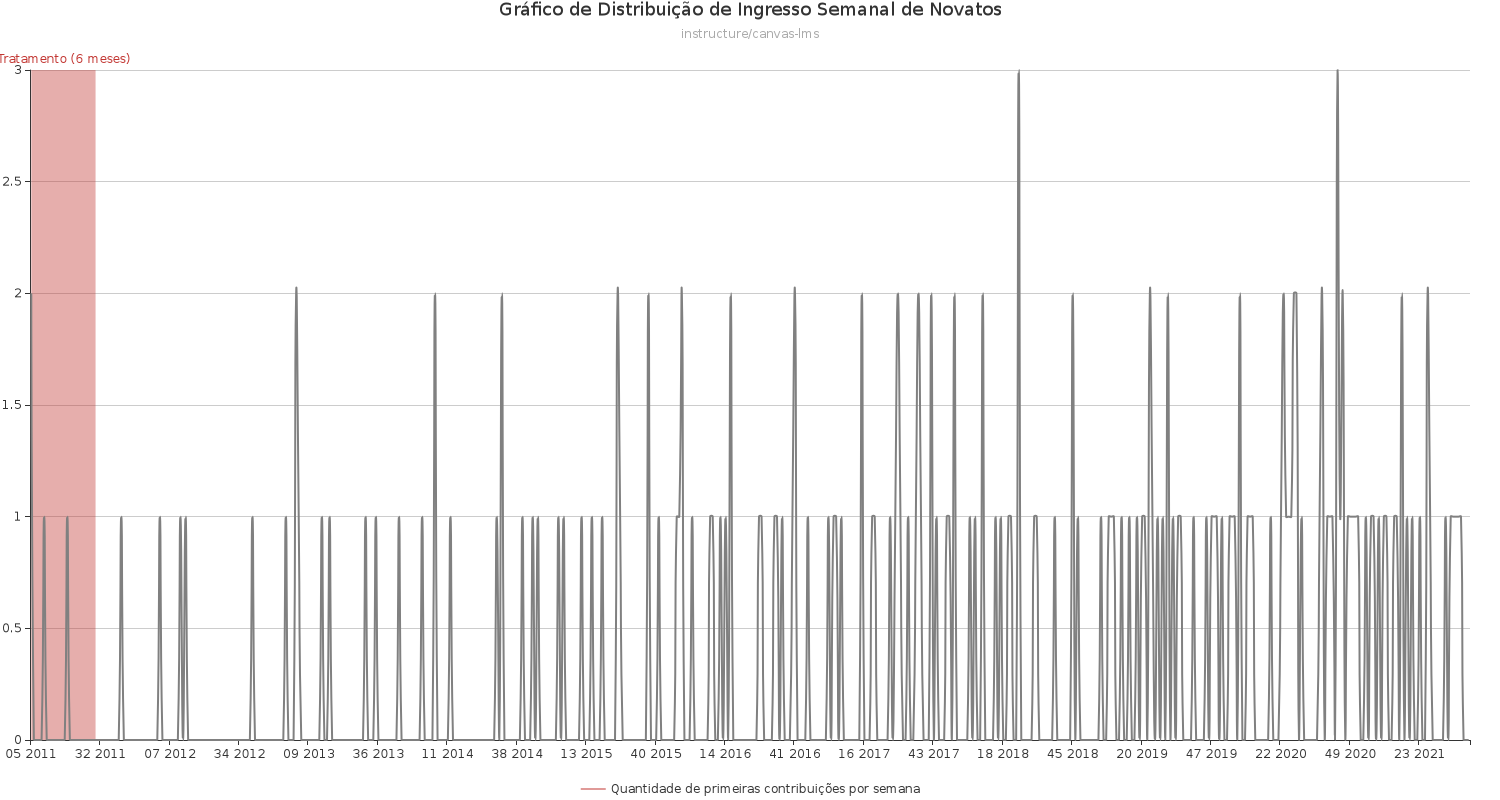 Gráfico de Distribuição de Ingresso Semanal de Novatos
instructure/canvas-lms
Tratamento (6 meses)
3
2.5
2
1.5
1
0.5
0
05 2011 32 2011 07 2012 34 2012 09 2013 36 2013 11 2014 38 2014 13 2015 40 2015 14 2016 41 2016 16 2017 43 2017 18 2018 45 2018 20 2019 47 2019 22 2020 49 2020 23 2021
Quantidade de primeiras contribuições por semana